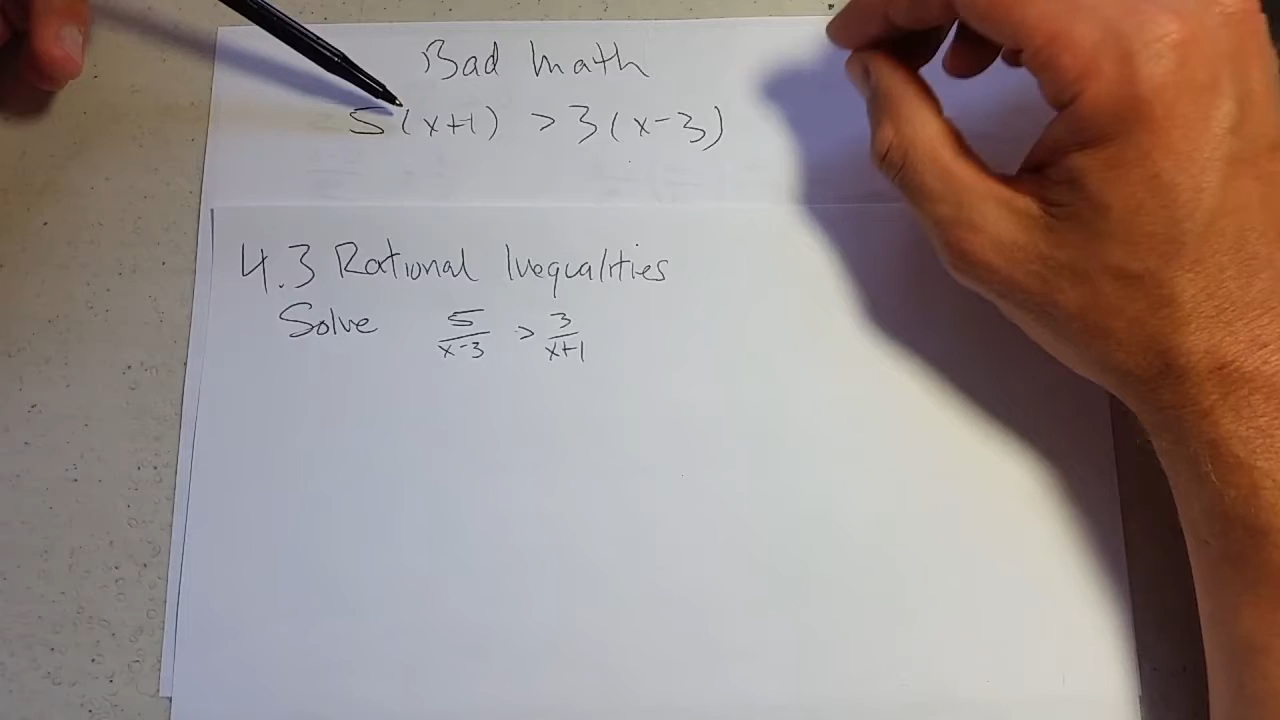 Bad Math
5(x+1) > 3(x-3)
4.3 Rational Inequalities
Solve 5/(x-3) > 3/(x+1)